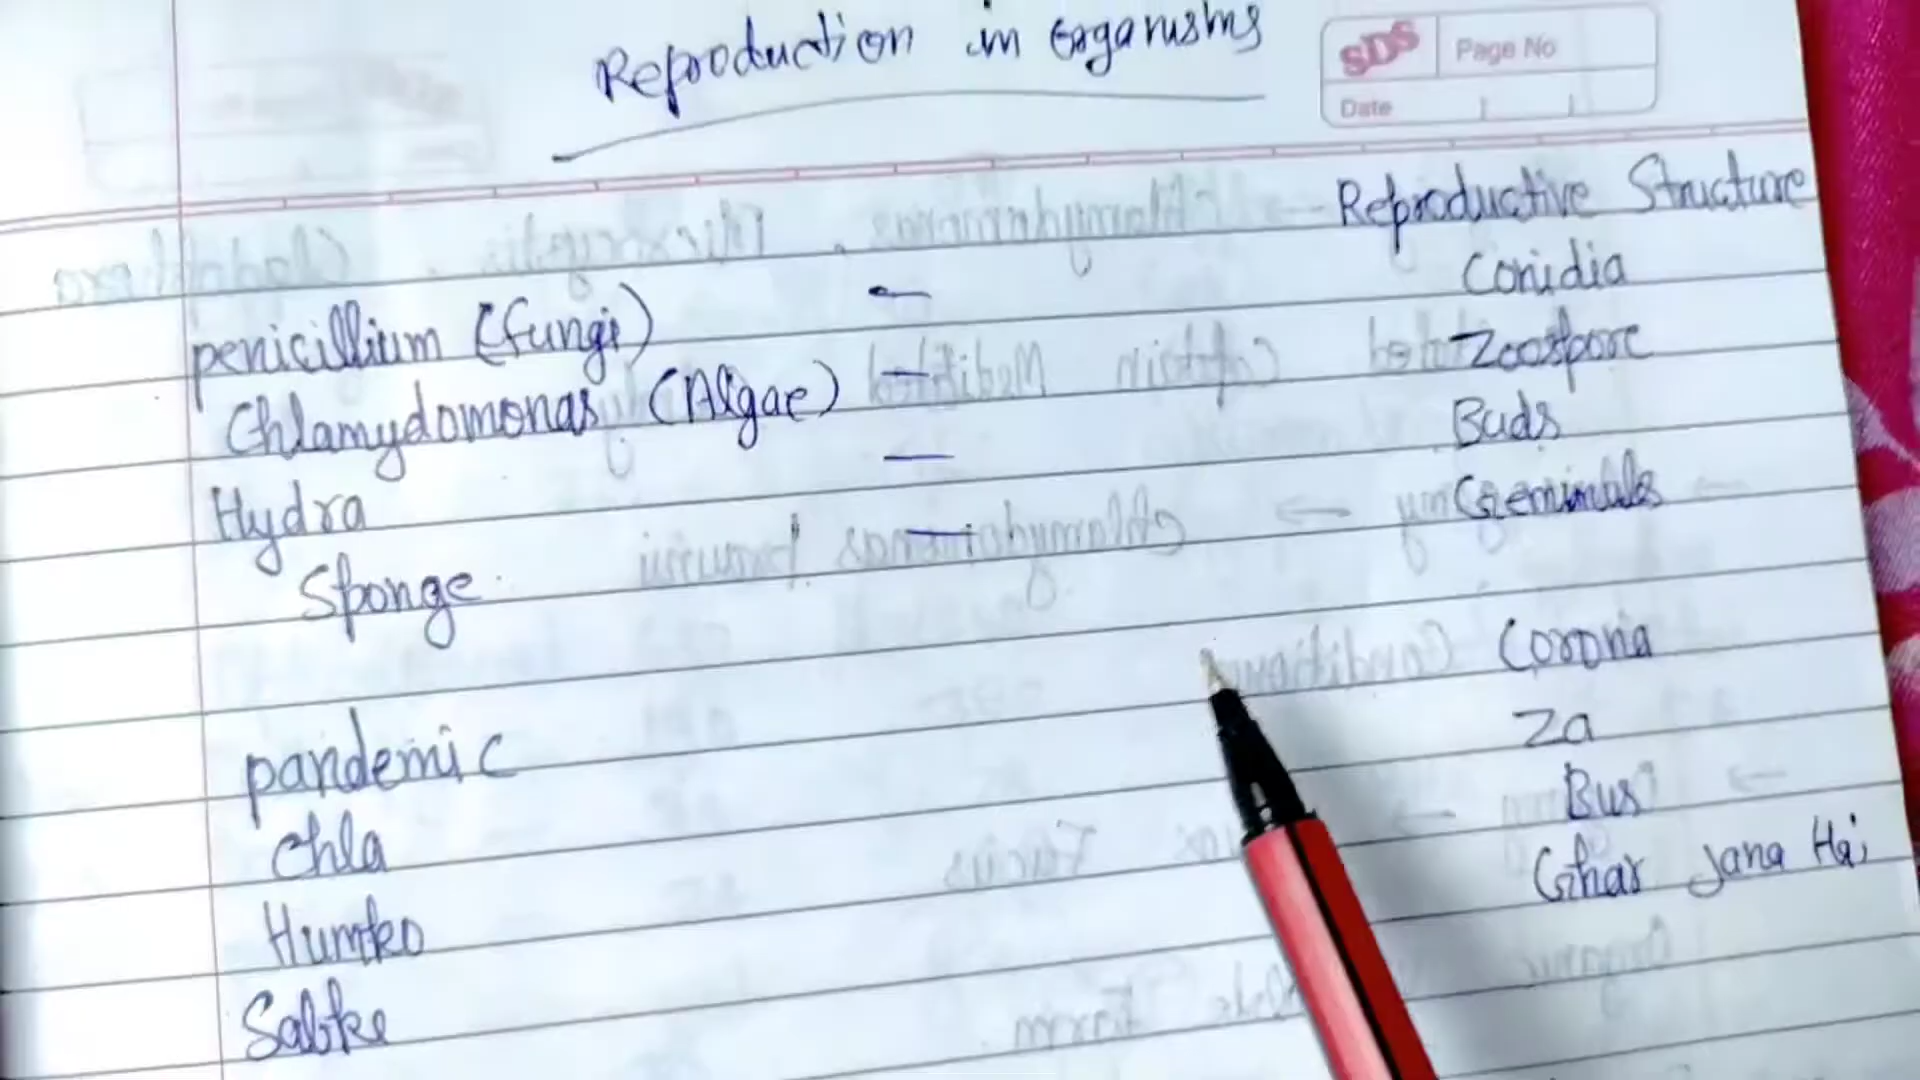 Reproduction in organisms
SDS Page No
Date
Reproductive Structure
penicillium (fungi) - Conidia
Chlamydomonas (Algae) - Zoospore
Hydra - Buds
Sponge - Gemmules
pandemic Corona
Chla Za
Humko Bus
Sabke Ghar Jana Hai